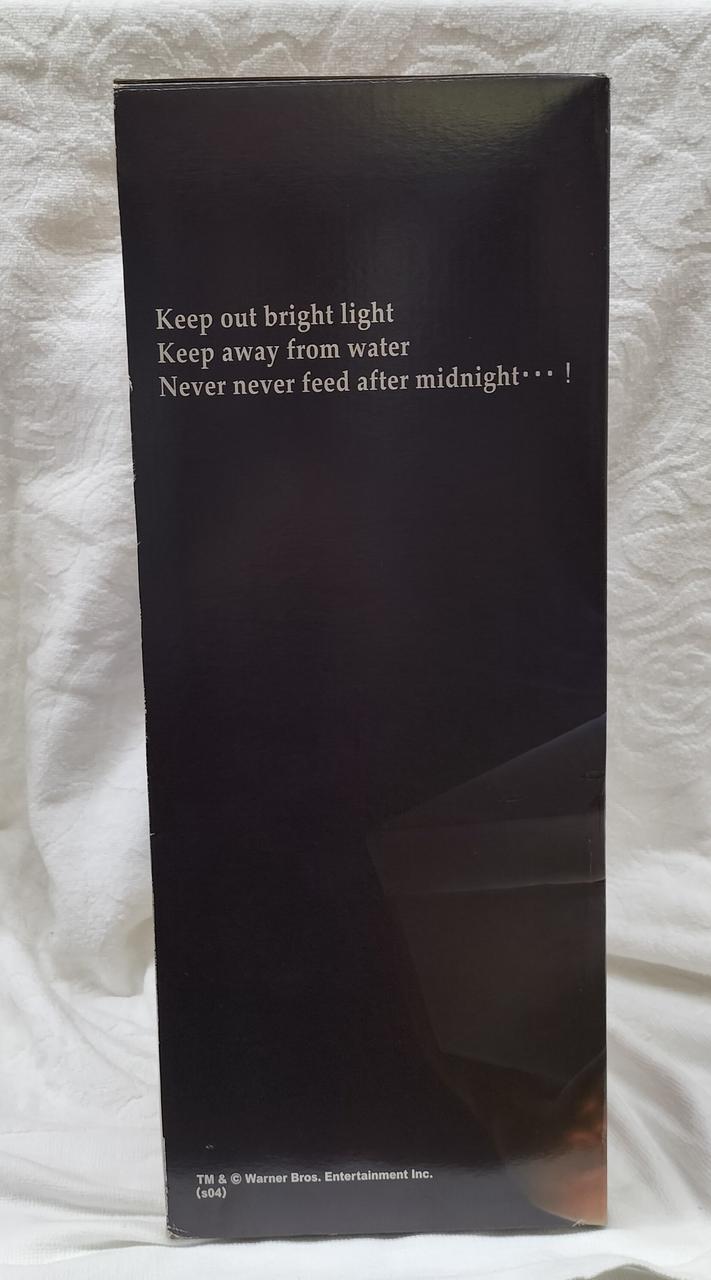 Keep out bright light
Keep away from water
Never never feed after midnight··· !
TM & © Warner Bros. Entertainment Inc.
(s04)